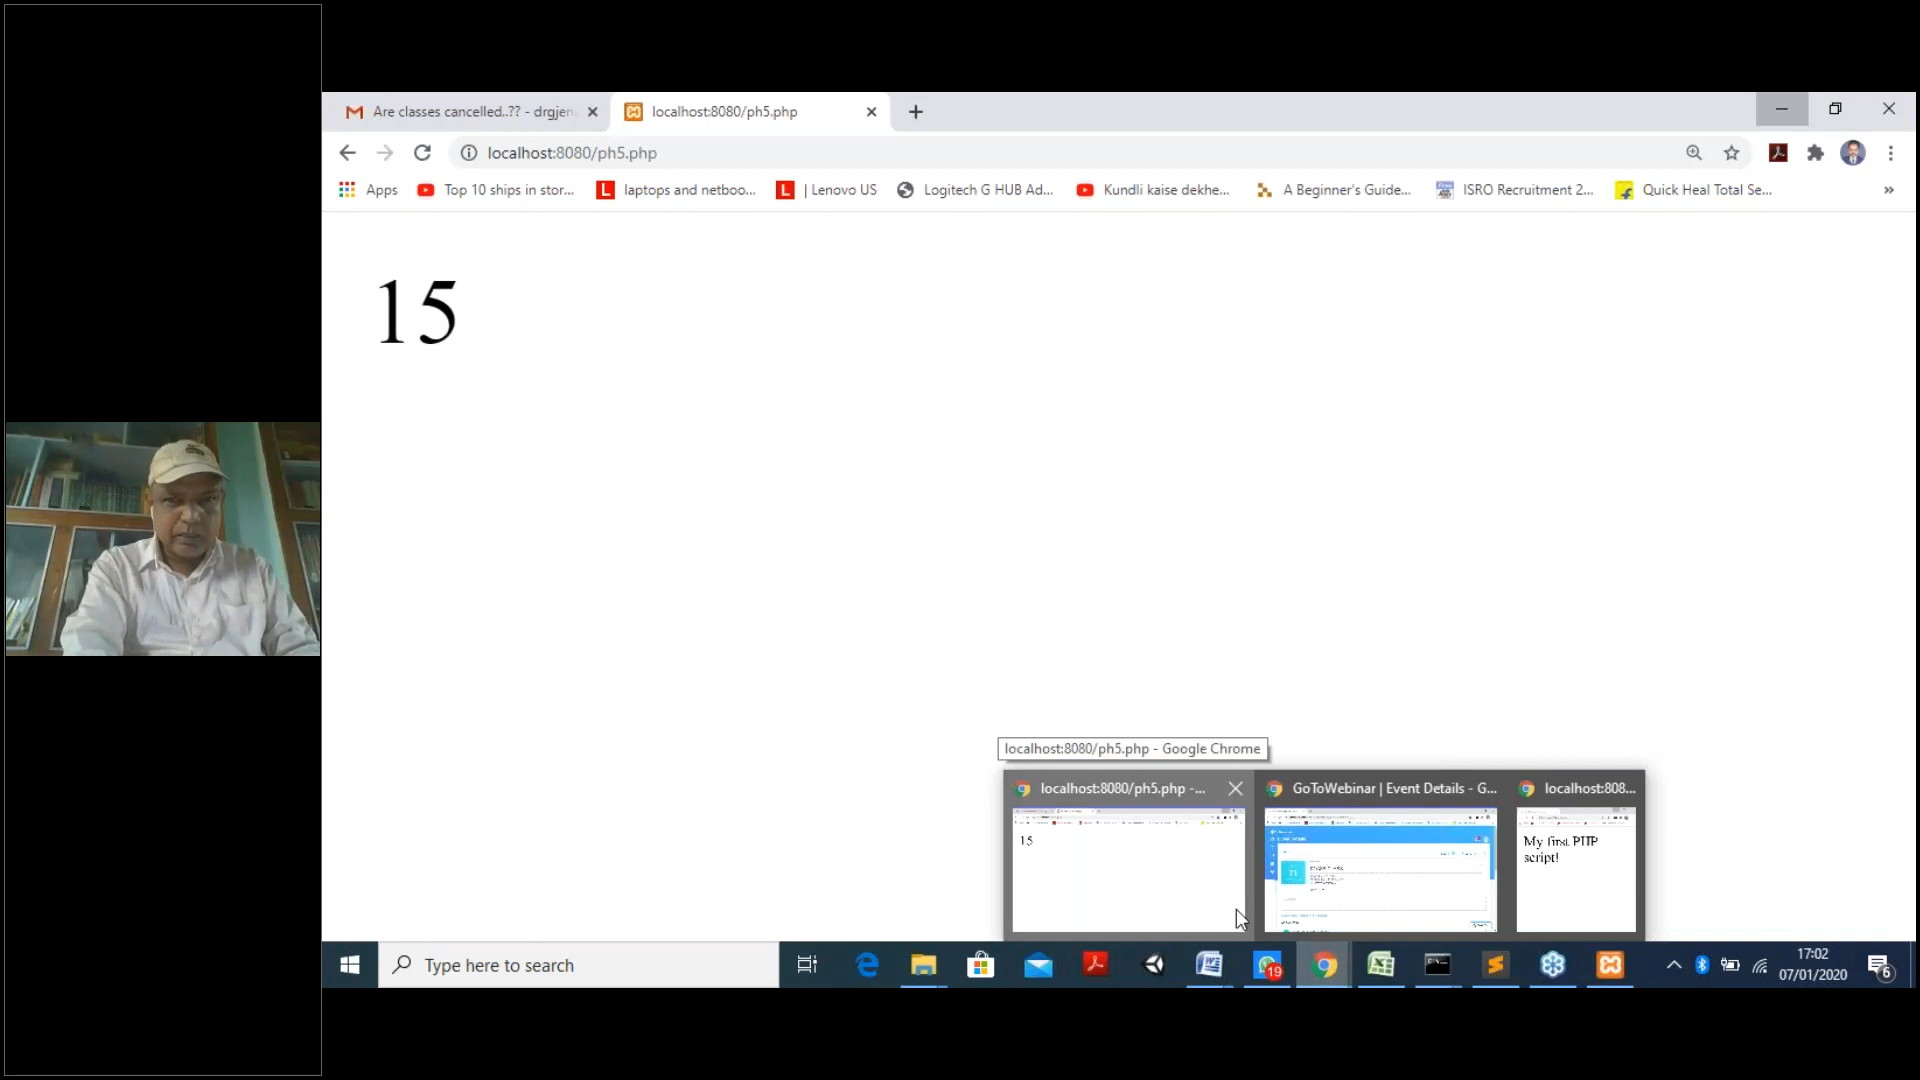 Are classes cancelled..?? - drgjen
localhost:8080/ph5.php
localhost:8080/ph5.php
Apps
Top 10 ships in stor...
laptops and netboo...
| Lenovo US
Logitech G HUB Ad...
Kundli kaise dekhe...
A Beginner's Guide...
ISRO Recruitment 2...
Quick Heal Total Se...
»
15
localhost:8080/ph5.php - Google Chrome
localhost:8080/ph5.php -...
GoToWebinar | Event Details - G...
localhost:808...
15
My first PHP
script!
Type here to search
19
17:02
07/01/2020
6